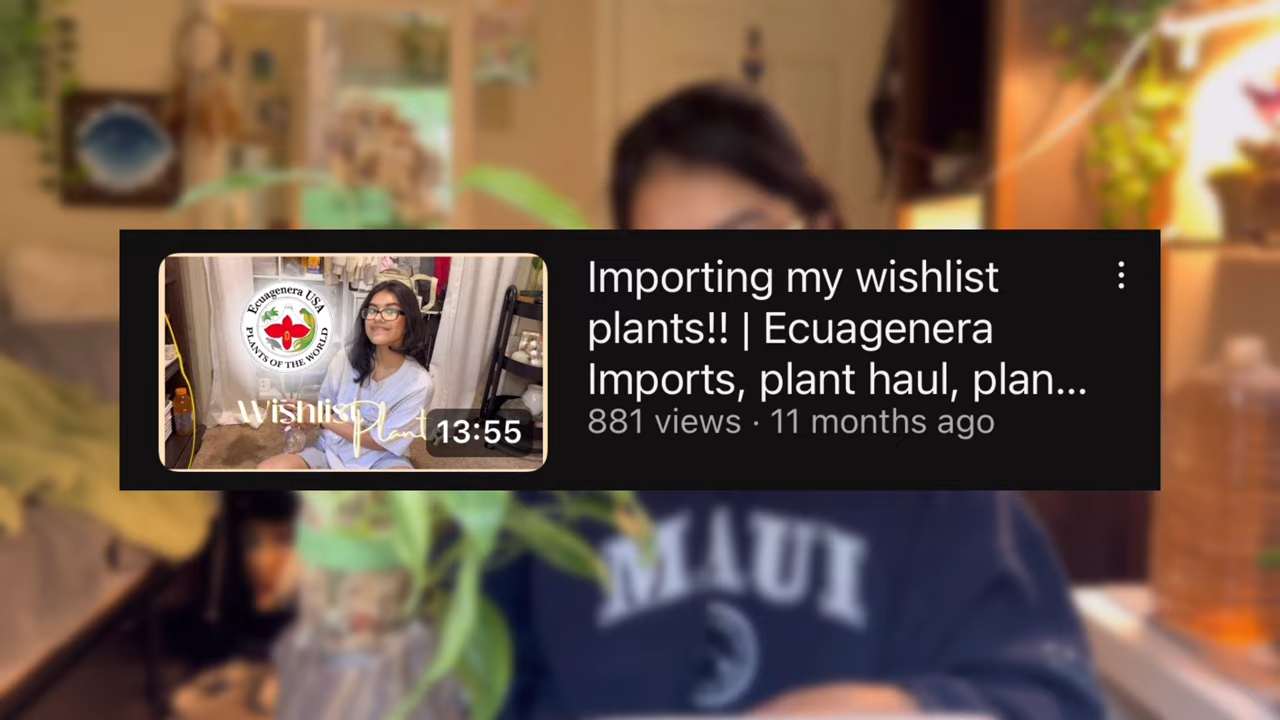 Ecuagenera USA
PLANTS OF THE WORLD
Wishlist
Plant
13:55
Importing my wishlist
plants!! | Ecuagenera
Imports, plant haul, plan...
881 views · 11 months ago
MAUI